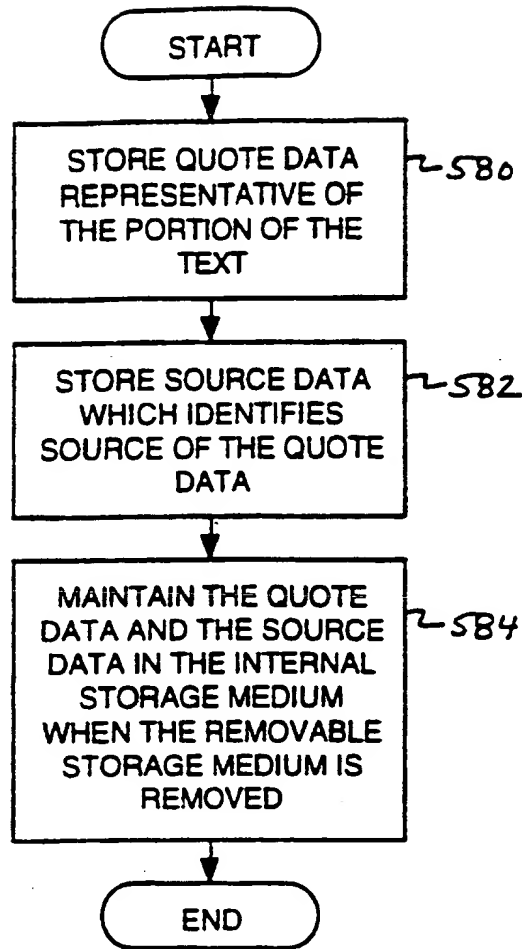 START
STORE QUOTE DATA
REPRESENTATIVE OF
THE PORTION OF THE
TEXT
580
STORE SOURCE DATA
WHICH IDENTIFIES
SOURCE OF THE QUOTE
DATA
582
MAINTAIN THE QUOTE
DATA AND THE SOURCE
DATA IN THE INTERNAL
STORAGE MEDIUM
WHEN THE REMOVABLE
STORAGE MEDIUM IS
REMOVED
584
END